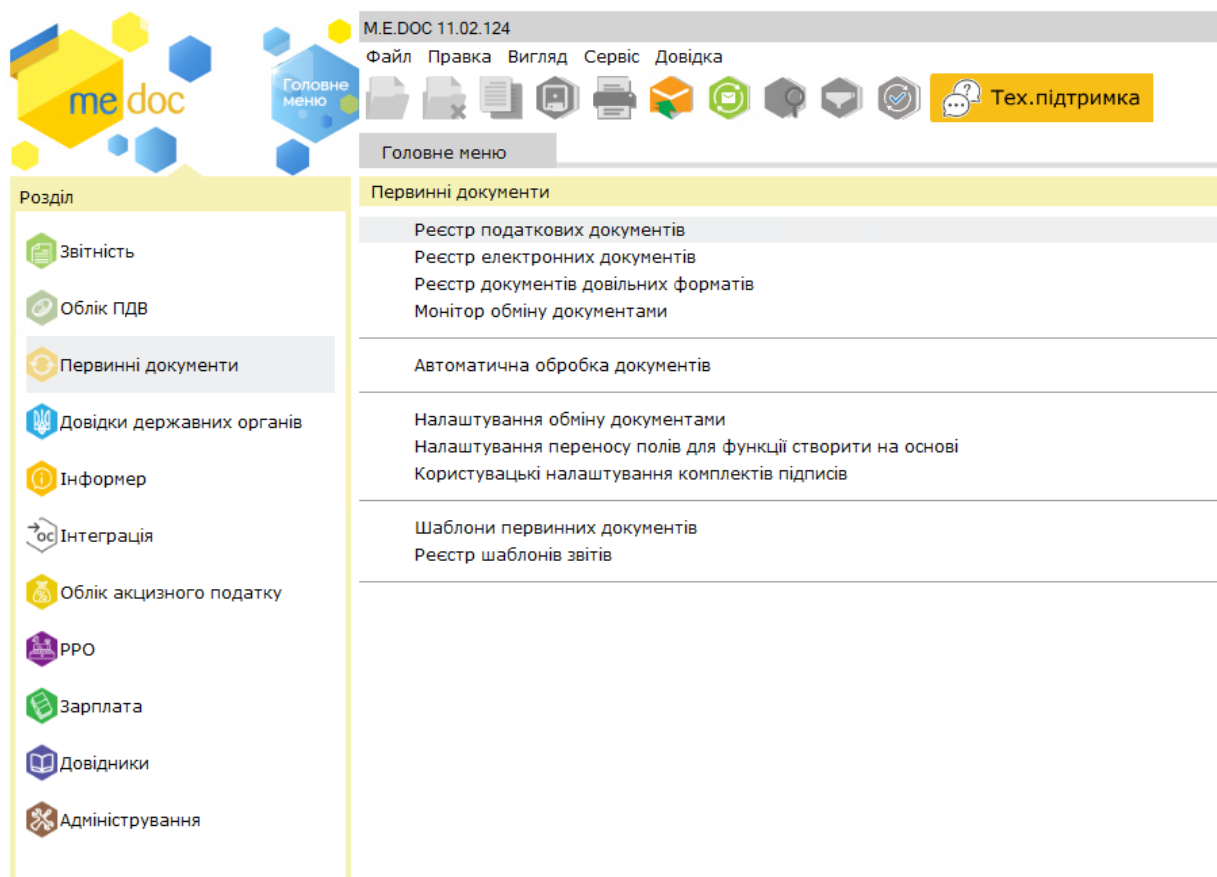 me doc
Головне
меню
M.E.DOC 11.02.124
Файл Правка Вигляд Сервіс Довідка
Тех.підтримка
Головне меню
Розділ
Звітність
Облік ПДВ
Первинні документи
Довідки державних органів
Інформер
ос Інтеграція
Облік акцизного податку
РРО
Зарплата
Довідники
Адміністрування
Первинні документи
Реєстр податкових документів
Реєстр електронних документів
Реєстр документів довільних форматів
Монітор обміну документами
Автоматична обробка документів
Налаштування обміну документами
Налаштування переносу полів для функції створити на основі
Користувацькі налаштування комплектів підписів
Шаблони первинних документів
Реєстр шаблонів звітів